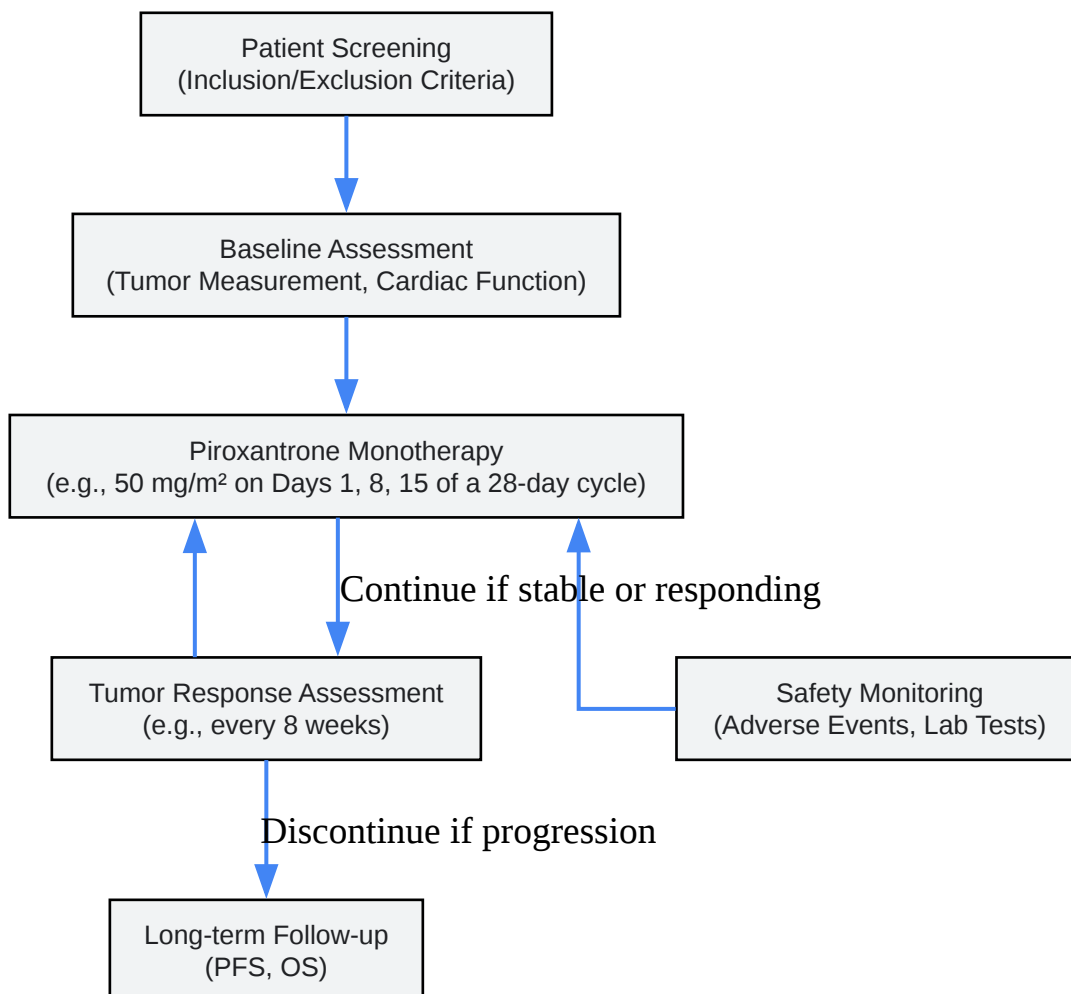 Patient Screening
(Inclusion/Exclusion Criteria)
Baseline Assessment
(Tumor Measurement, Cardiac Function)
Piroxantrone Monotherapy
(e.g., 50 mg/m² on Days 1, 8, 15 of a 28-day cycle)
Continue if stable or responding
Tumor Response Assessment
(e.g., every 8 weeks)
Safety Monitoring
(Adverse Events, Lab Tests)
Discontinue if progression
Long-term Follow-up
(PFS, OS)